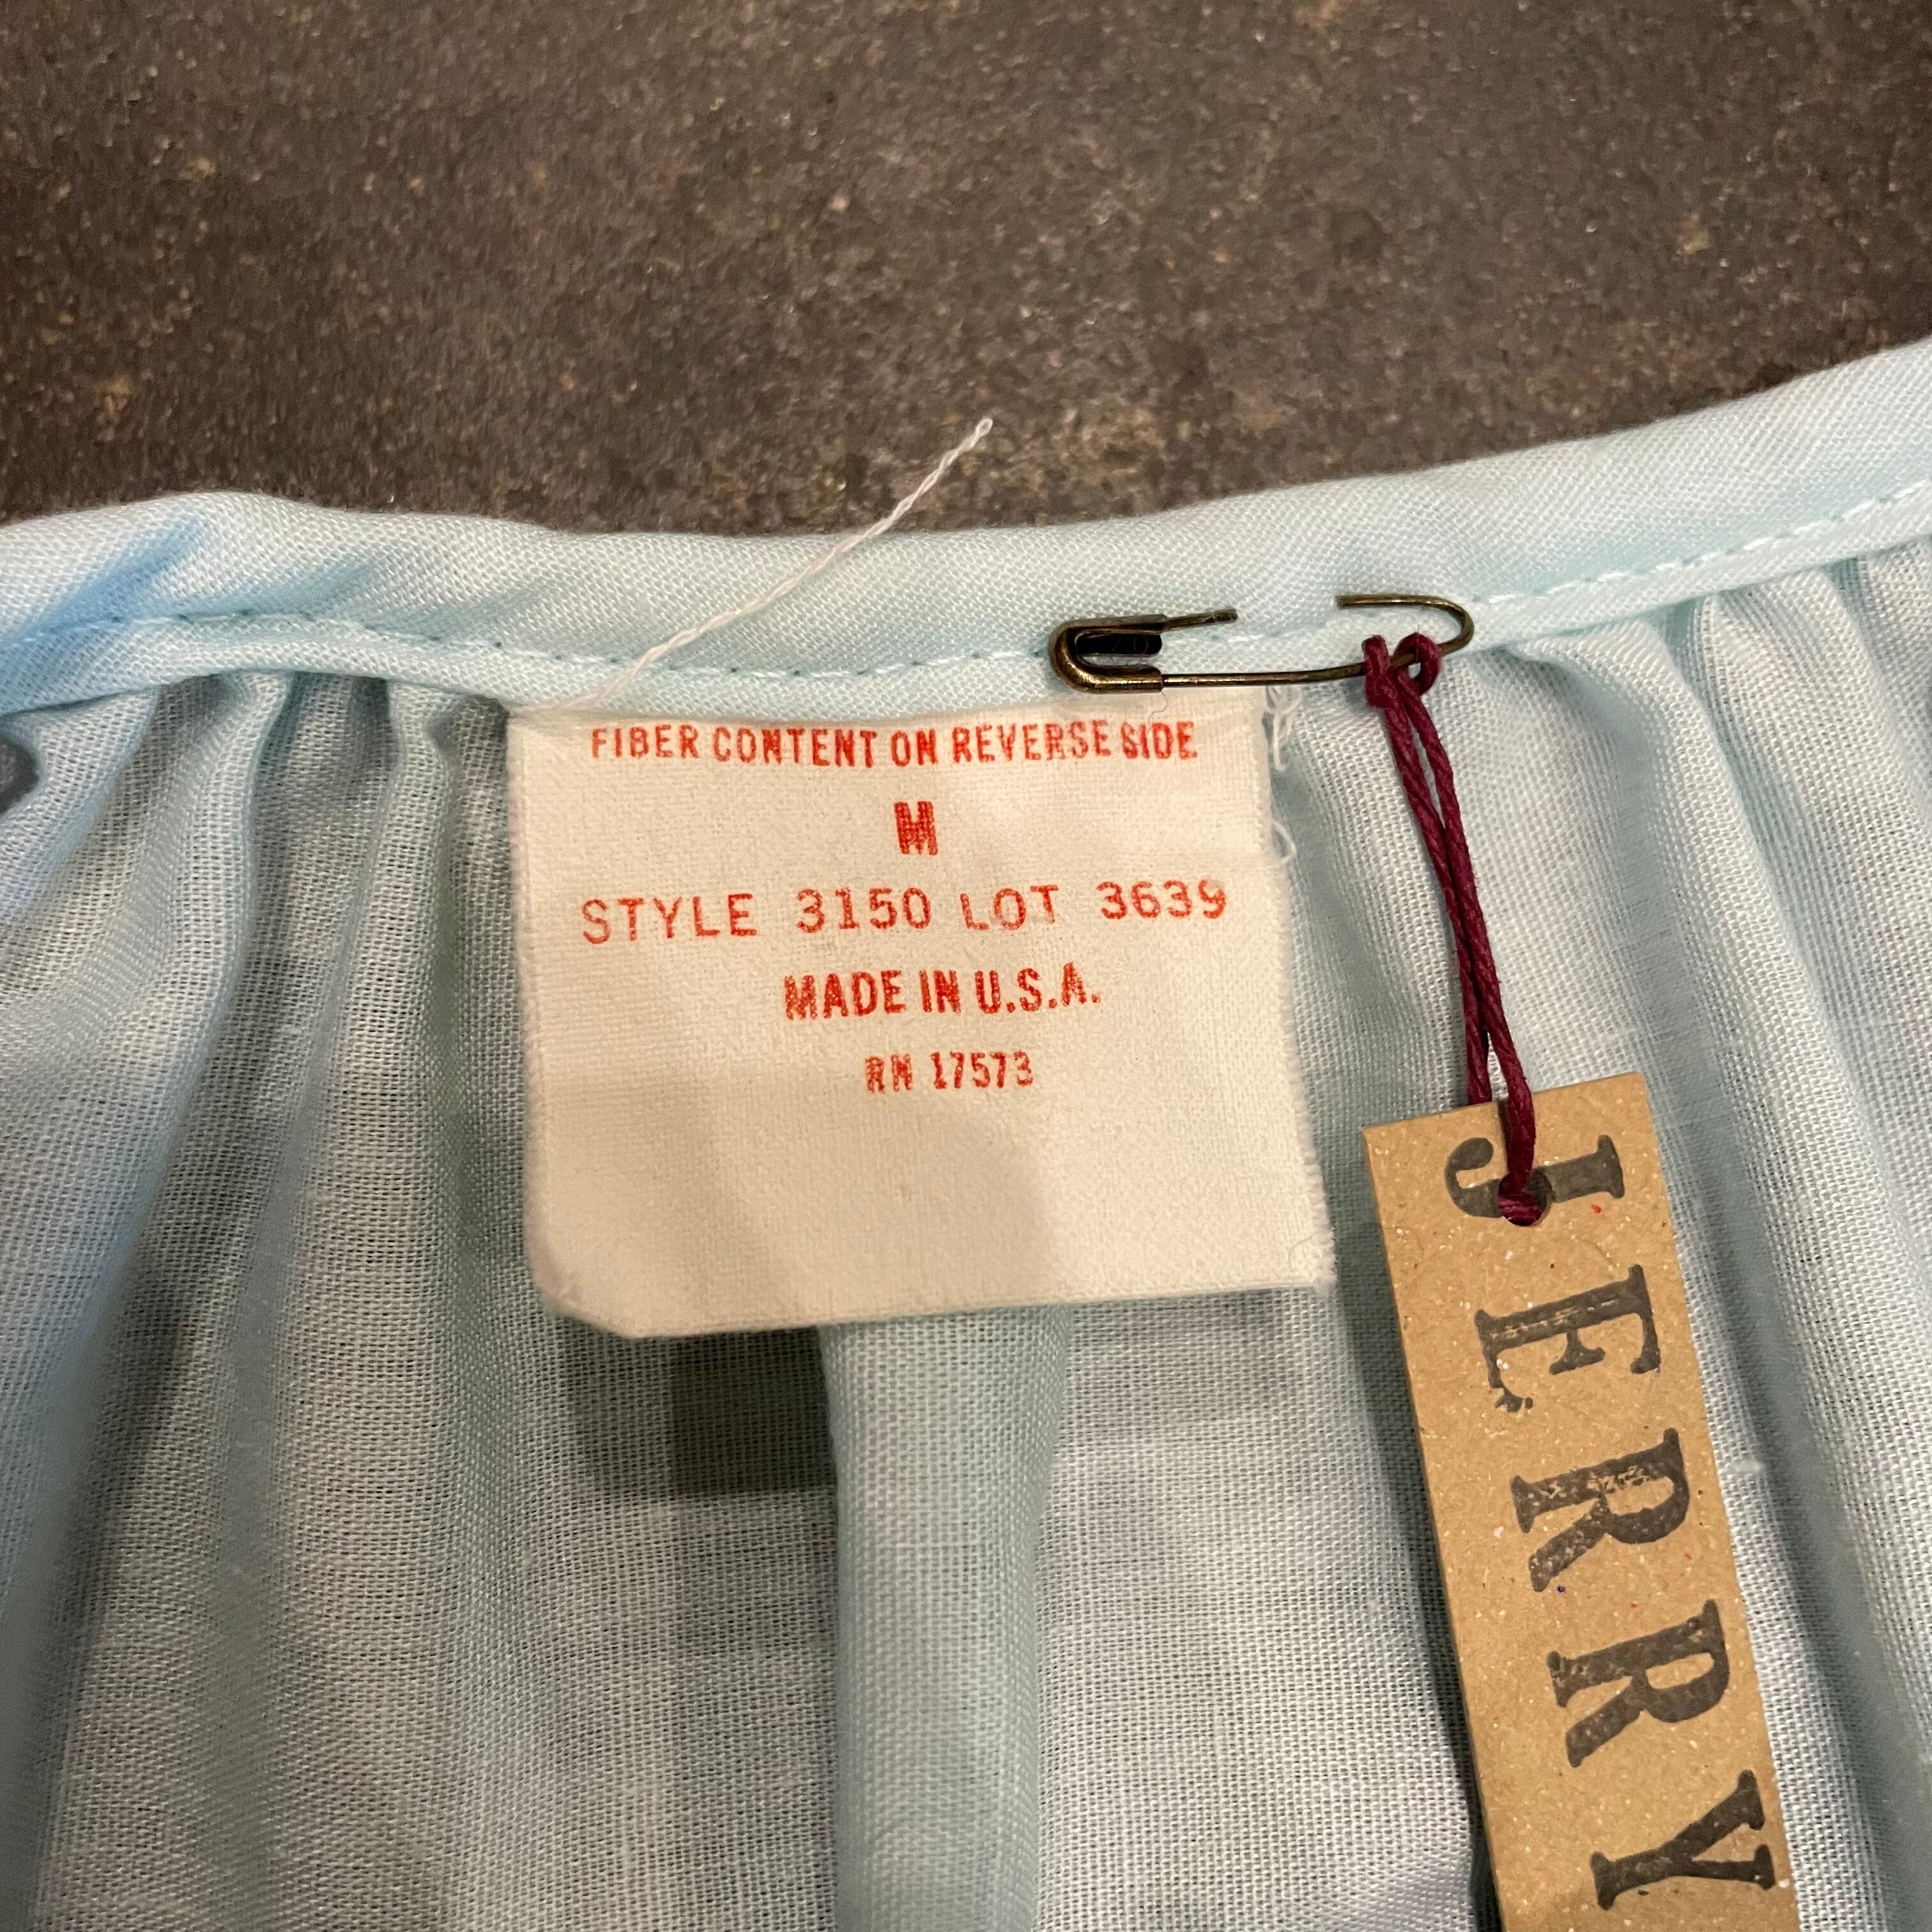 FIBER CONTENT ON REVERSE SIDE
M
STYLE 3150 LOT 3639
MADE IN U.S.A.
RN 17573
JERRY